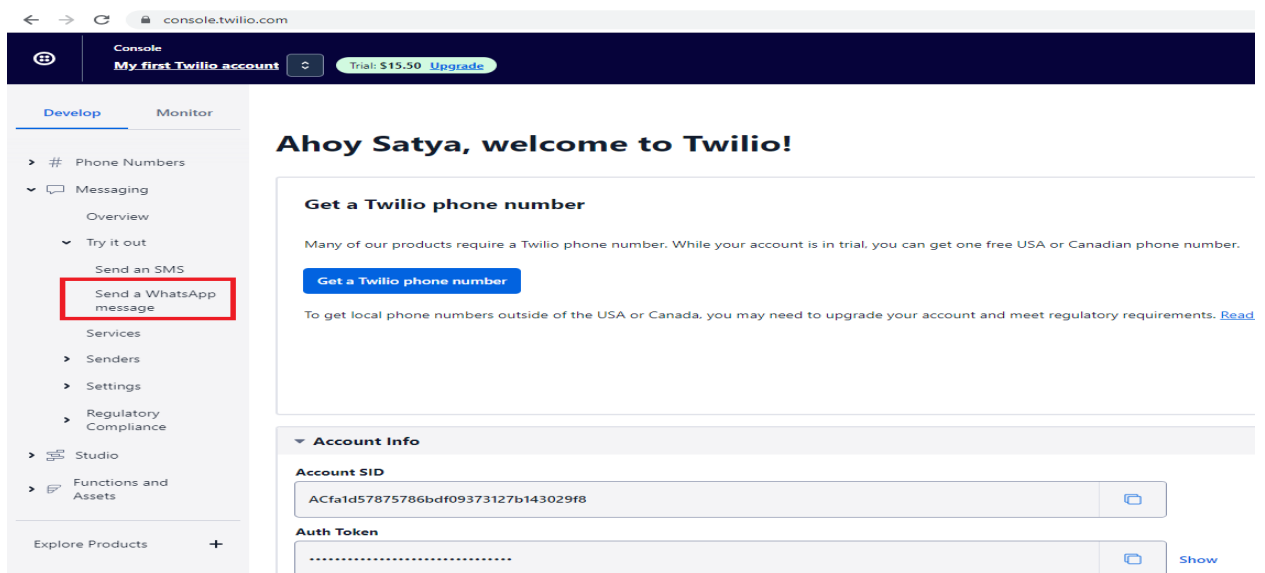 console.twilio.com
Console
My first Twilio account
Trial: $15.50 Upgrade
Develop Monitor
# Phone Numbers
Messaging
Overview
Try it out
Send an SMS
Send a WhatsApp
message
Services
Senders
Settings
Regulatory
Compliance
Studio
Functions and
Assets
Explore Products +
Ahoy Satya, welcome to Twilio!
Get a Twilio phone number
Many of our products require a Twilio phone number. While your account is in trial, you can get one free USA or Canadian phone number.
Get a Twilio phone number
To get local phone numbers outside of the USA or Canada, you may need to upgrade your account and meet regulatory requirements. Read
Account Info
Account SID
ACfa1d57875786bdf09373127b143029f8
Auth Token
••••••••••••••••••••••••••••••••
Show